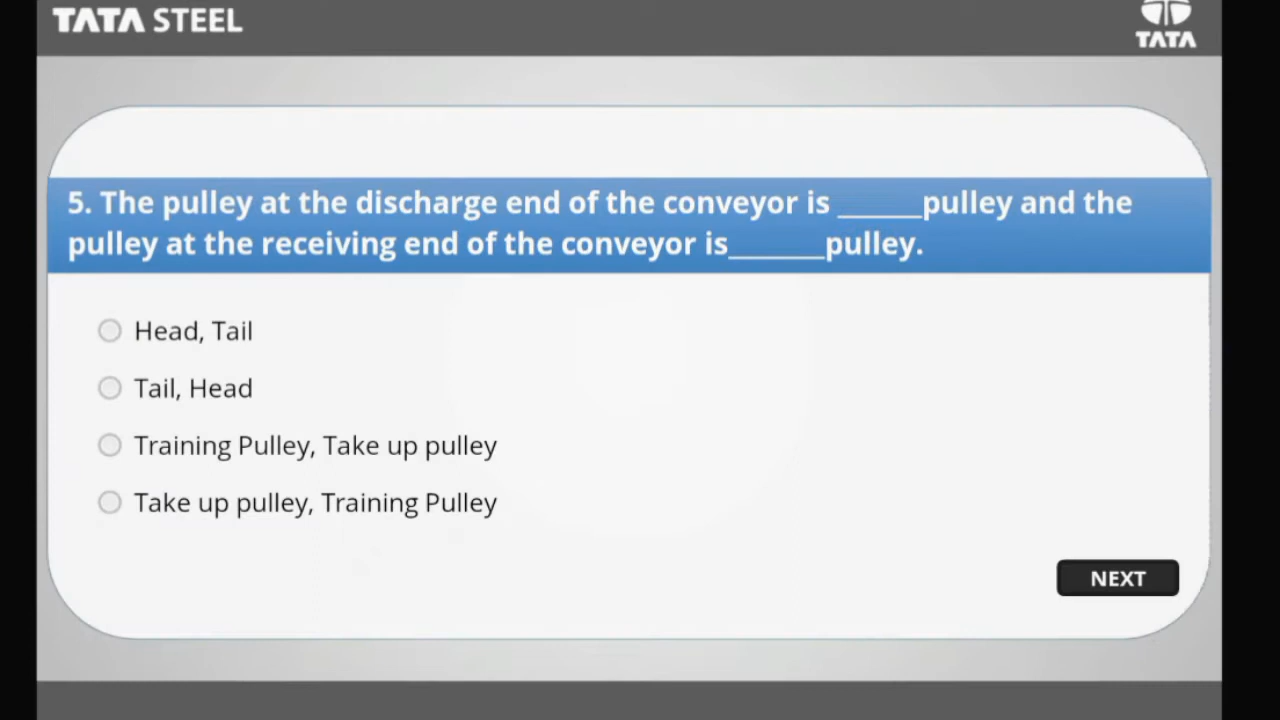 TATA STEEL
TATA
5. The pulley at the discharge end of the conveyor is ______pulley and the
pulley at the receiving end of the conveyor is_______pulley.
Head, Tail
Tail, Head
Training Pulley, Take up pulley
Take up pulley, Training Pulley
NEXT